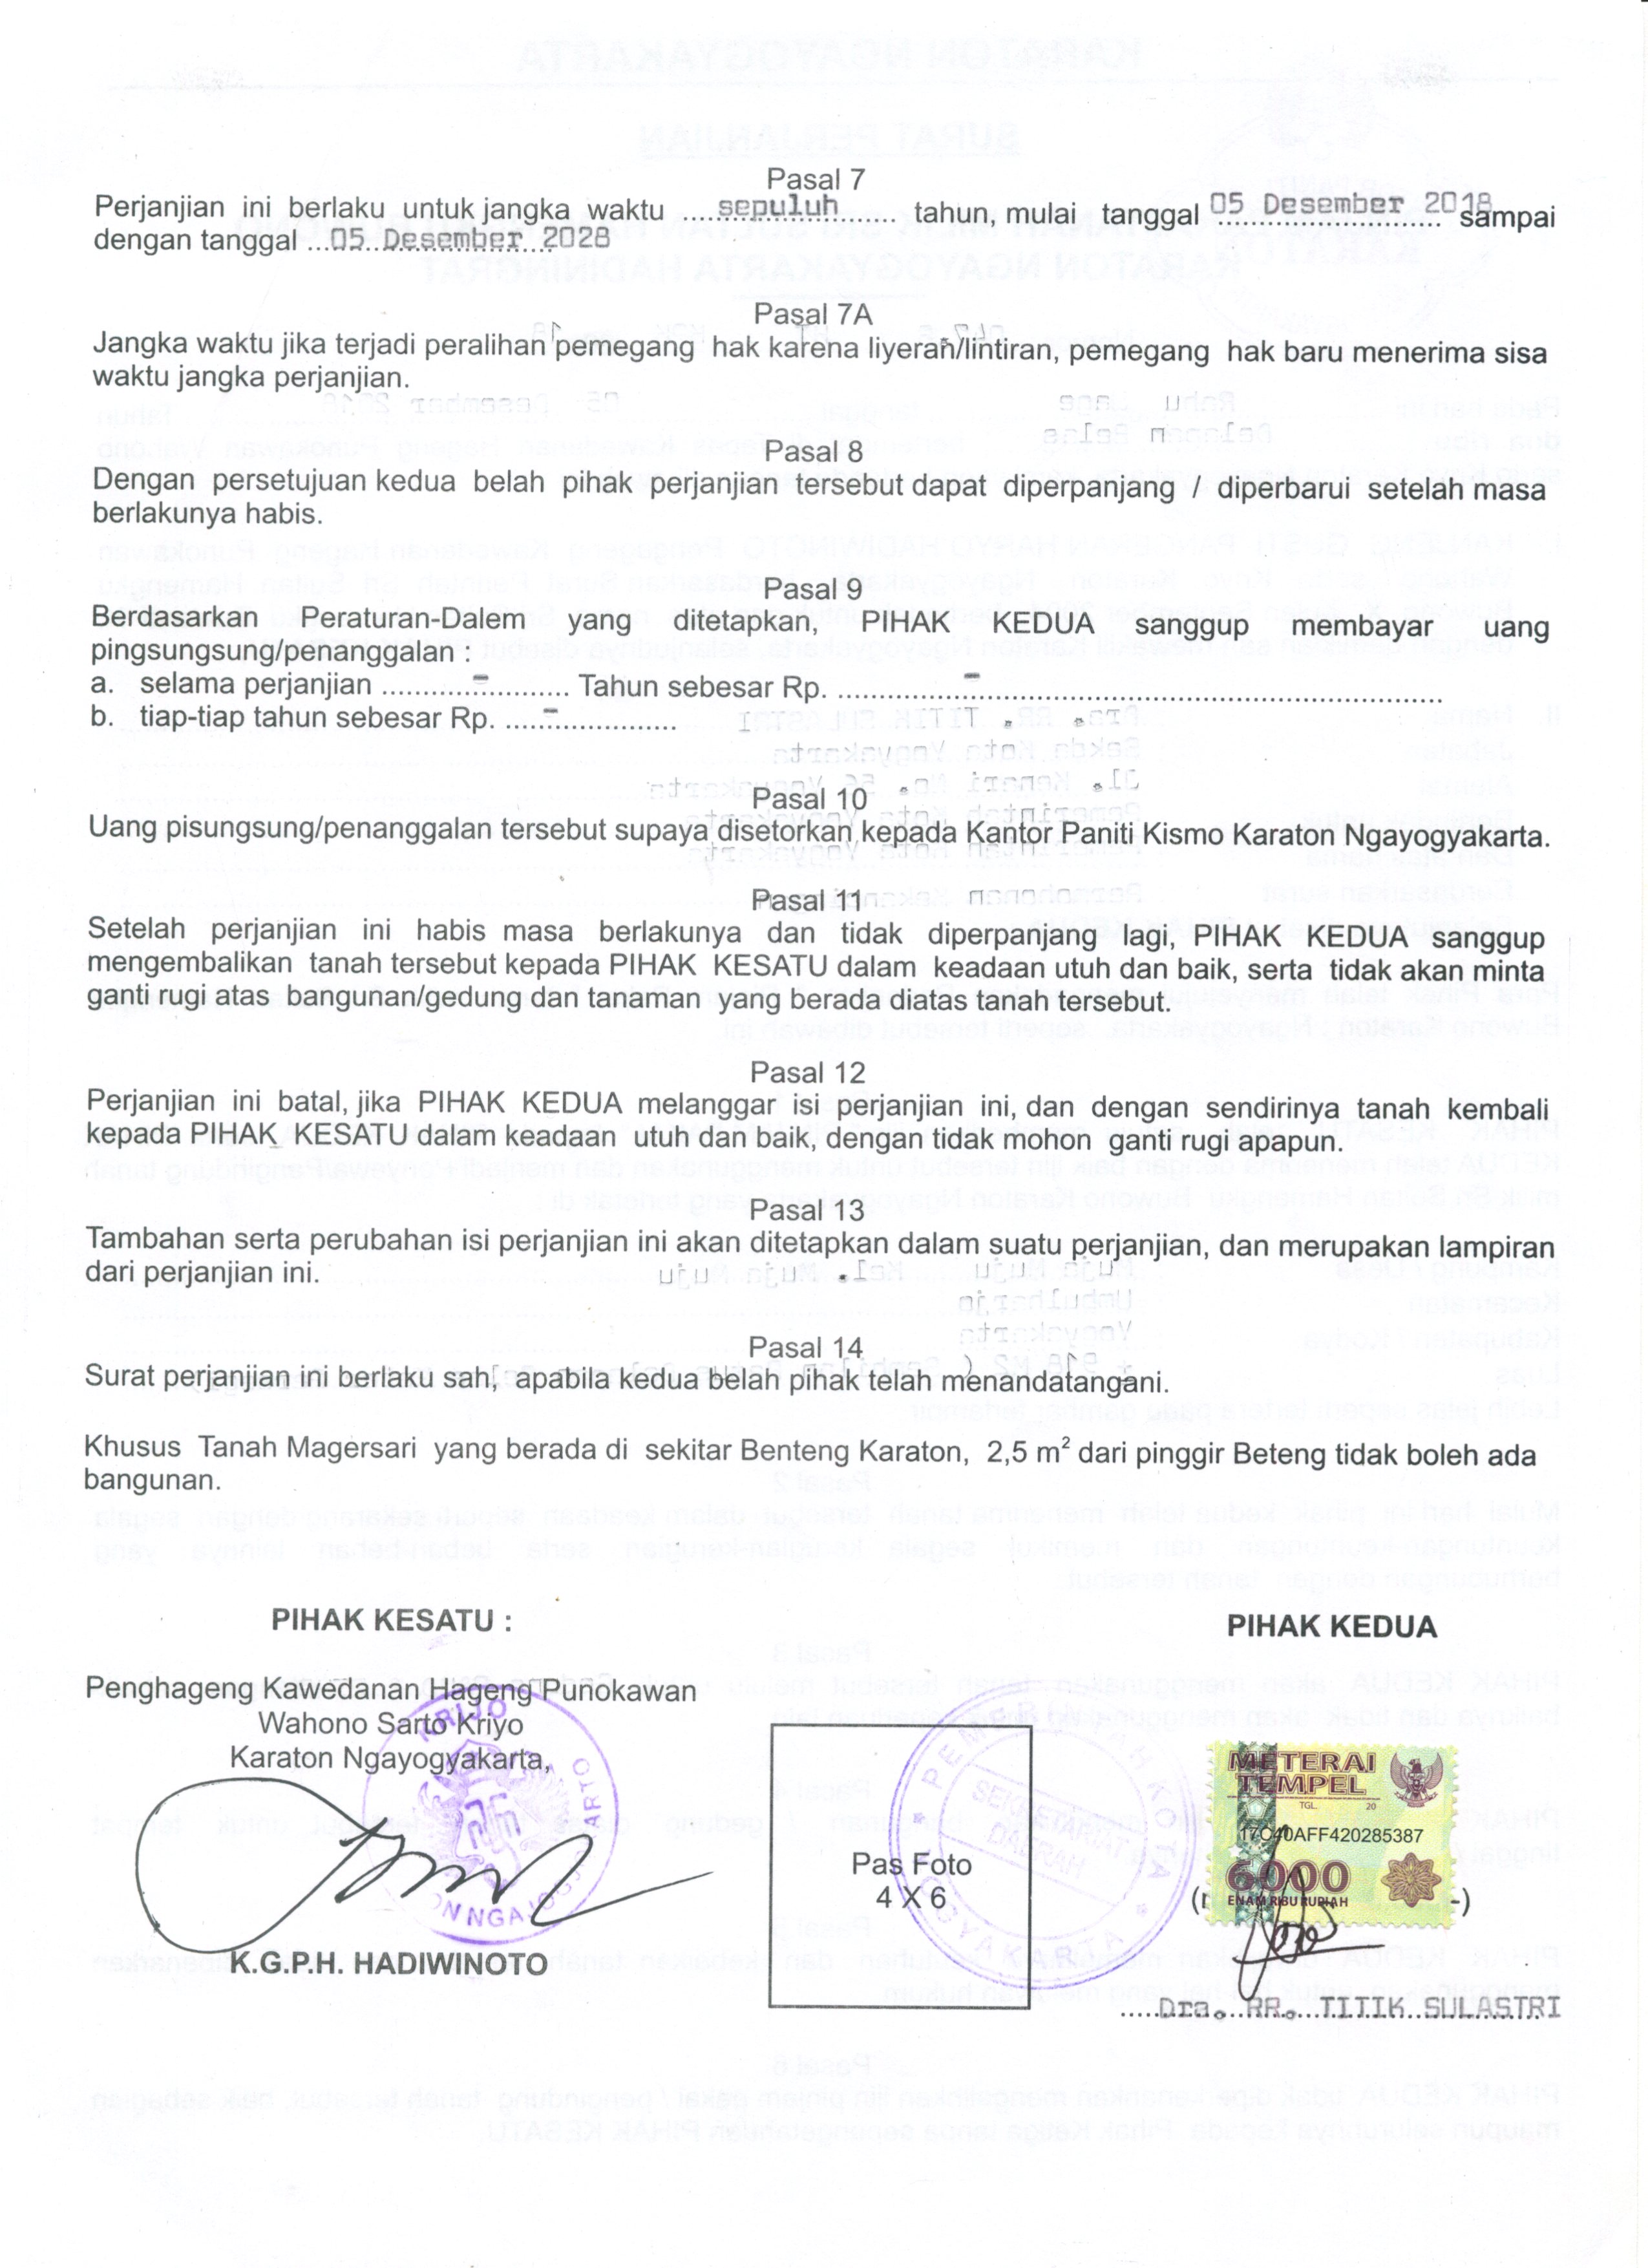 Pasal 7
Perjanjian ini berlaku untuk jangka waktu ....sepuluh.... tahun, mulai tanggal 05 Desember 2018 sampai
dengan tanggal ...05 Desember 2028
Pasal 7A
Jangka waktu jika terjadi peralihan pemegang hak karena liyerah/lintiran, pemegang hak baru menerima sisa
waktu jangka perjanjian.
Pasal 8
Dengan persetujuan kedua belah pihak perjanjian tersebut dapat diperpanjang / diperbarui setelah masa
berlakunya habis.
Pasal 9
Berdasarkan Peraturan-Dalem yang ditetapkan, PIHAK KEDUA sanggup membayar uang
pingsungsung/penanggalan :
a. selama perjanjian ...........-........... Tahun sebesar Rp. ...............-...............
b. tiap-tiap tahun sebesar Rp. .....-...............
Pasal 10
Uang pisungsung/penanggalan tersebut supaya disetorkan kepada Kantor Paniti Kismo Karaton Ngayogyakarta.
Pasal 11
Setelah perjanjian ini habis masa berlakunya dan tidak diperpanjang lagi, PIHAK KEDUA sanggup
mengembalikan tanah tersebut kepada PIHAK KESATU dalam keadaan utuh dan baik, serta tidak akan minta
ganti rugi atas bangunan/gedung dan tanaman yang berada diatas tanah tersebut.
Pasal 12
Perjanjian ini batal, jika PIHAK KEDUA melanggar isi perjanjian ini, dan dengan sendirinya tanah kembali
kepada PIHAK KESATU dalam keadaan utuh dan baik, dengan tidak mohon ganti rugi apapun.
Pasal 13
Tambahan serta perubahan isi perjanjian ini akan ditetapkan dalam suatu perjanjian, dan merupakan lampiran
dari perjanjian ini.
Pasal 14
Surat perjanjian ini berlaku sah, apabila kedua belah pihak telah menandatangani.
Khusus Tanah Magersari yang berada di sekitar Benteng Karaton, 2,5 m² dari pinggir Beteng tidak boleh ada
bangunan.
PIHAK KESATU :
PIHAK KEDUA
Penghageng Kawedanan Hageng Punokawan
Wahono Sarto Kriyo
Karaton Ngayogyakarta,
K.G.P.H. HADIWINOTO
Pas Foto
4 X 6
SEKRETARIAT
DAERAH
METERAI
TEMPEL
TGL. 20
17C40AFF420285387
6000
ENAM RIBU RUPIAH
Dra. RR. TITIK SULASTRI